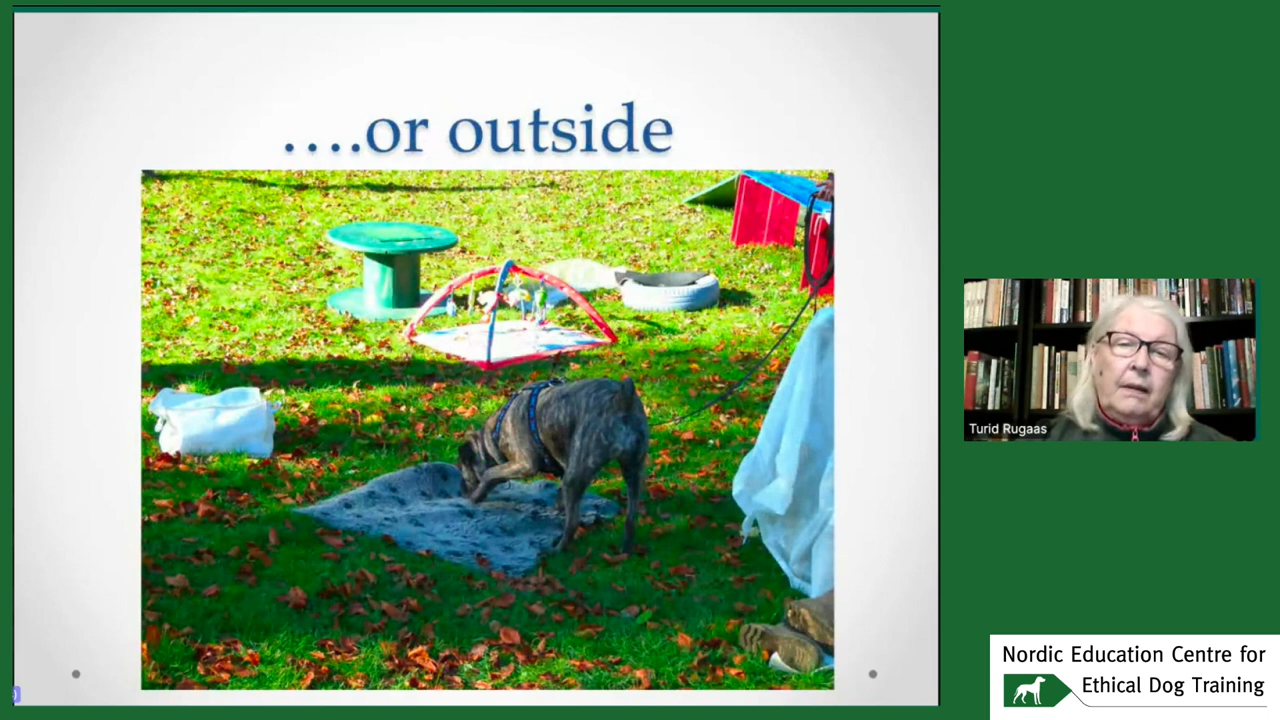 ....or outside
Turid Rugaas
Nordic Education Centre for
Ethical Dog Training